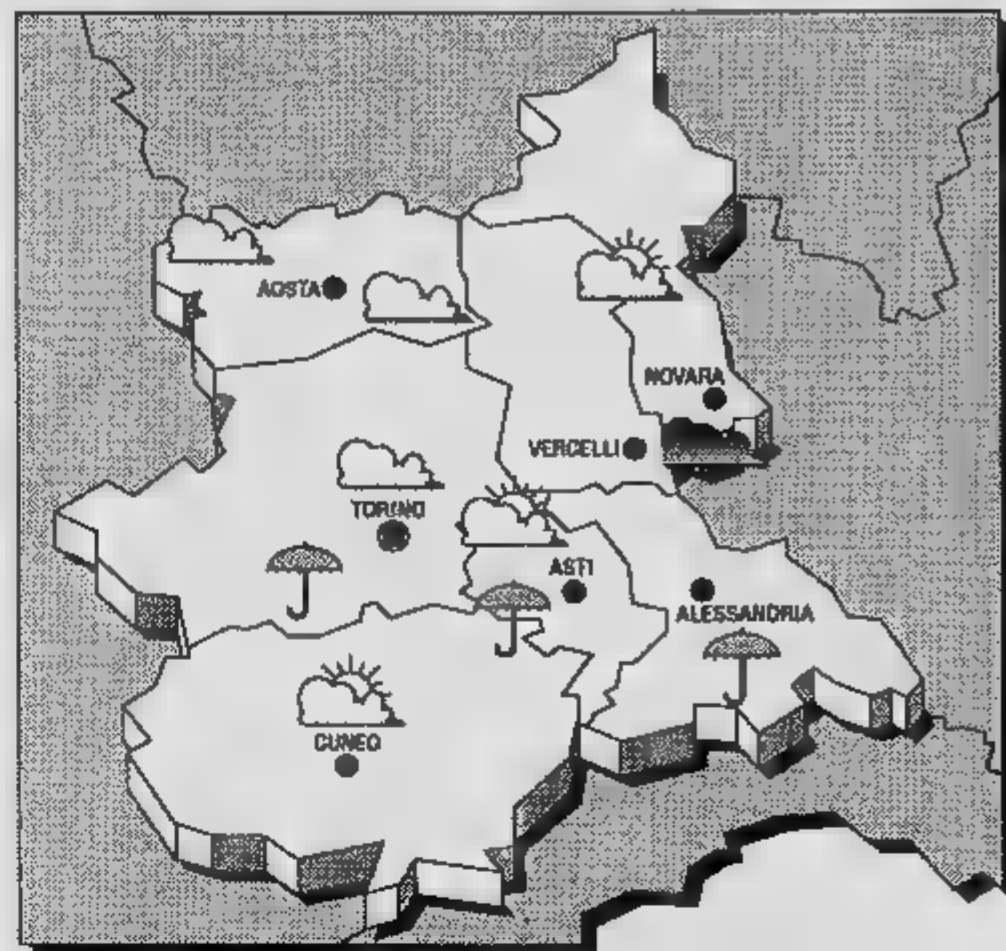 AOSTA
NOVARA
VERCELLI
TORINO
ASTI
ALESSANDRIA
CUNEO